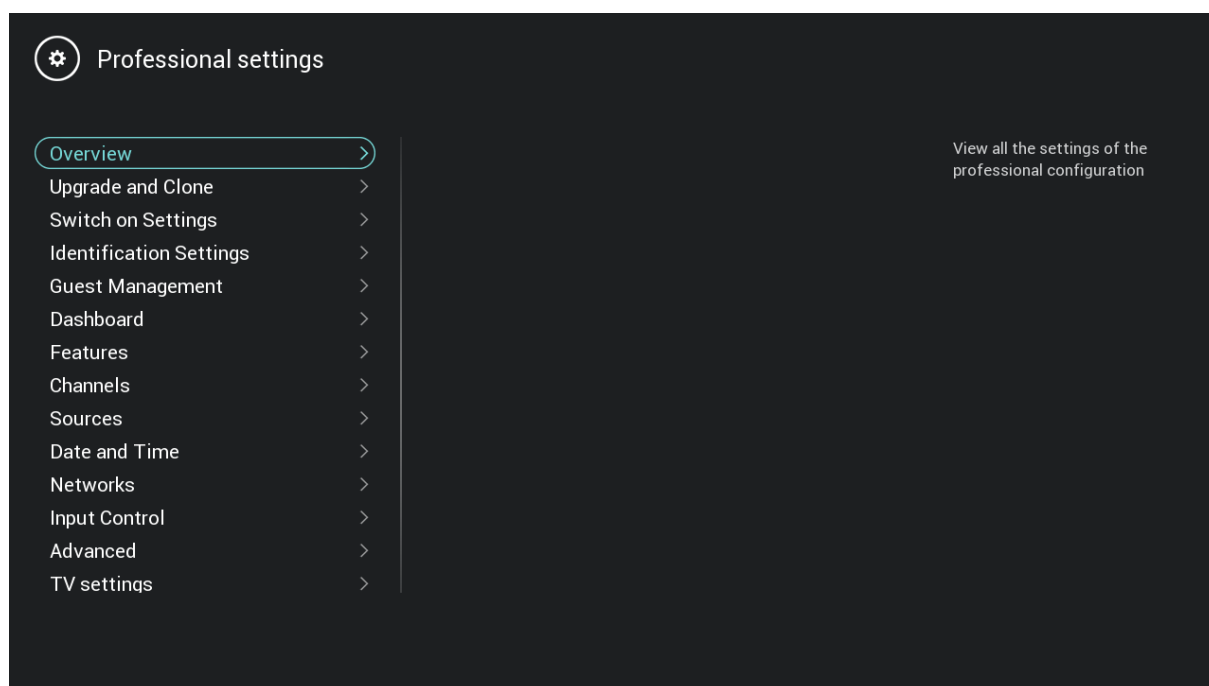 Professional settings
Overview
View all the settings of the
professional configuration
Upgrade and Clone
Switch on Settings
Identification Settings
Guest Management
Dashboard
Features
Channels
Sources
Date and Time
Networks
Input Control
Advanced
TV settings